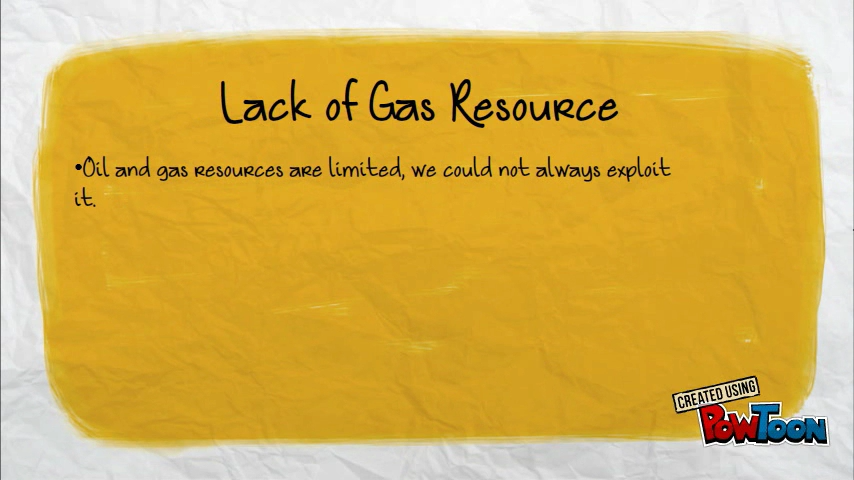 Lack of Gas Resource
•Oil and gas resources are limited, we could not always exploit
it.
CREATED USING
POWTOON